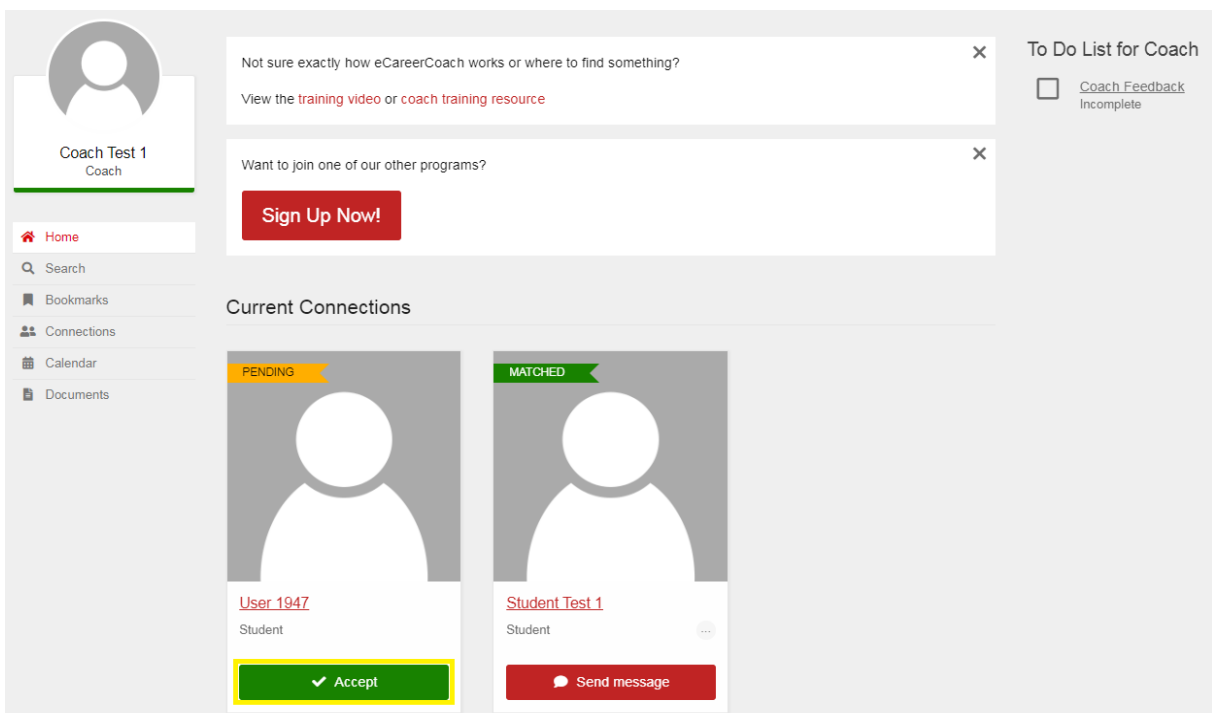 Coach Test 1
Coach
Home
Search
Bookmarks
Connections
Calendar
Documents
Not sure exactly how eCareerCoach works or where to find something?
View the training video or coach training resource
Want to join one of our other programs?
Sign Up Now!
Current Connections
PENDING
User 1947
Student
Accept
MATCHED
Student Test 1
Student
...
Send message
To Do List for Coach
Coach Feedback
Incomplete